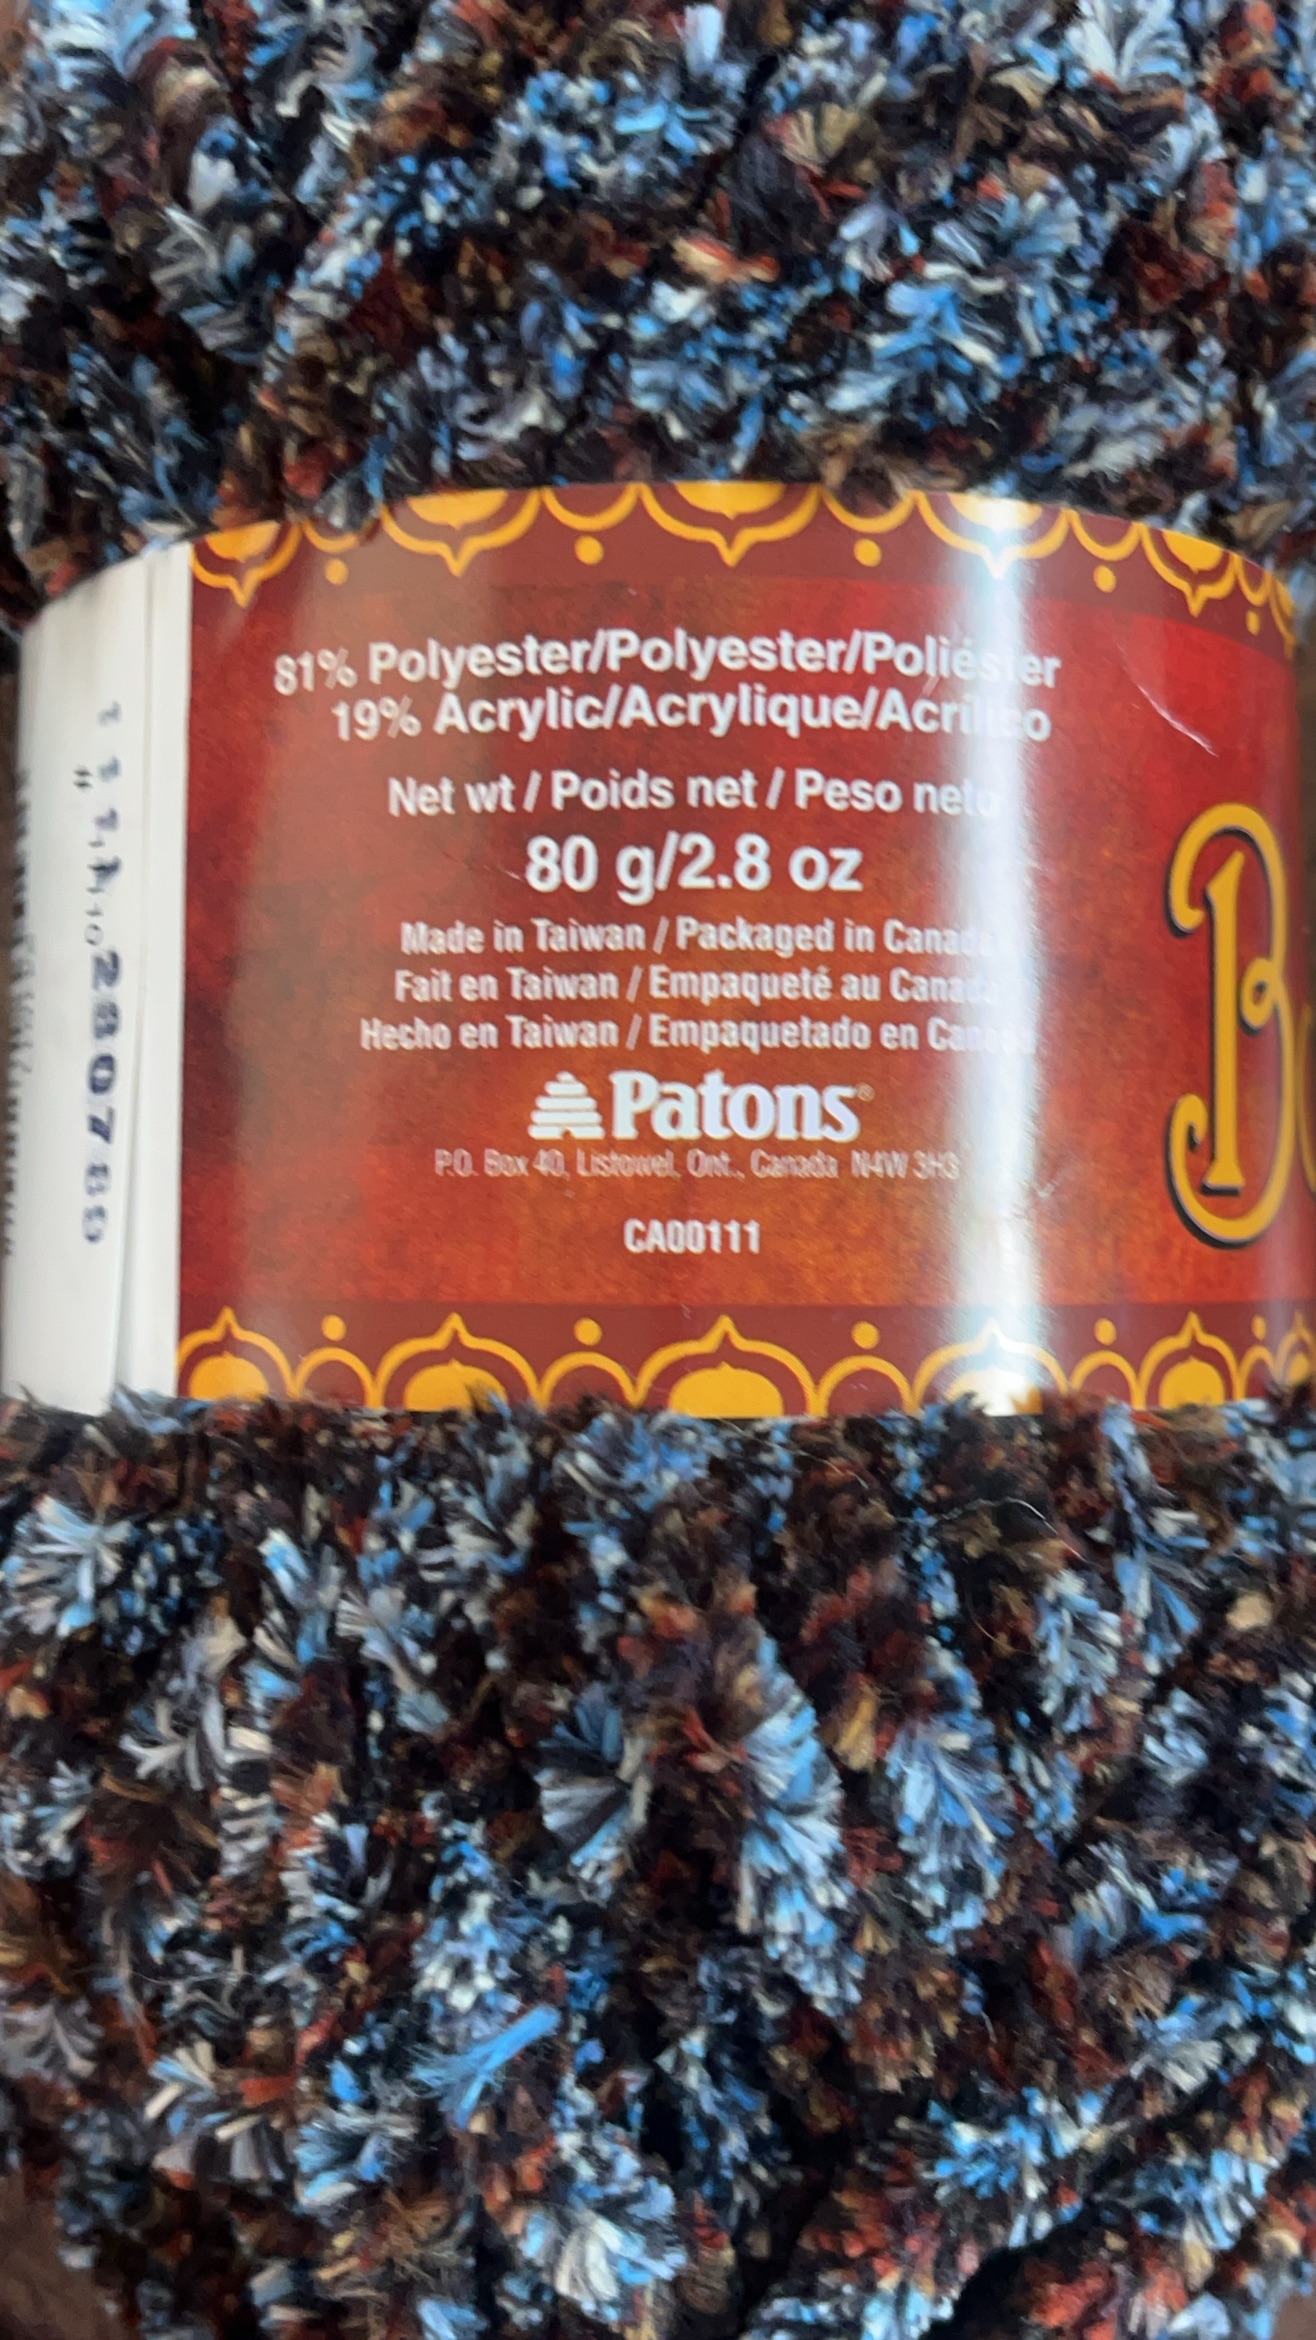 81% Polyester/Polyester/Poliéster
19% Acrylic/Acrylique/Acrílico
Net wt / Poids net / Peso neto
80 g/2.8 oz
Made in Taiwan / Packaged in Canada
Fait en Taiwan / Empaqueté au Canada
Hecho en Taiwan / Empaquetado en Canada
Patons®
P.O. Box 40, Listowel, Ont., Canada N4W 3H3
CA00111
B